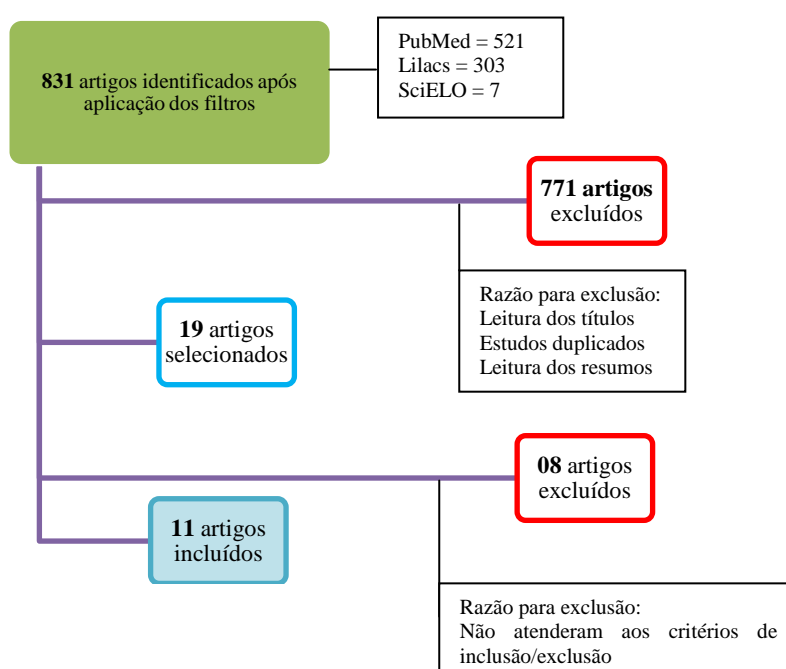 831 artigos identificados após
aplicação dos filtros
PubMed = 521
Lilacs = 303
SciELO = 7
771 artigos
excluídos
Razão para exclusão:
Leitura dos títulos
Estudos duplicados
Leitura dos resumos
19 artigos
selecionados
08 artigos
excluídos
11 artigos
incluídos
Razão para exclusão:
Não atenderam aos critérios de
inclusão/exclusão